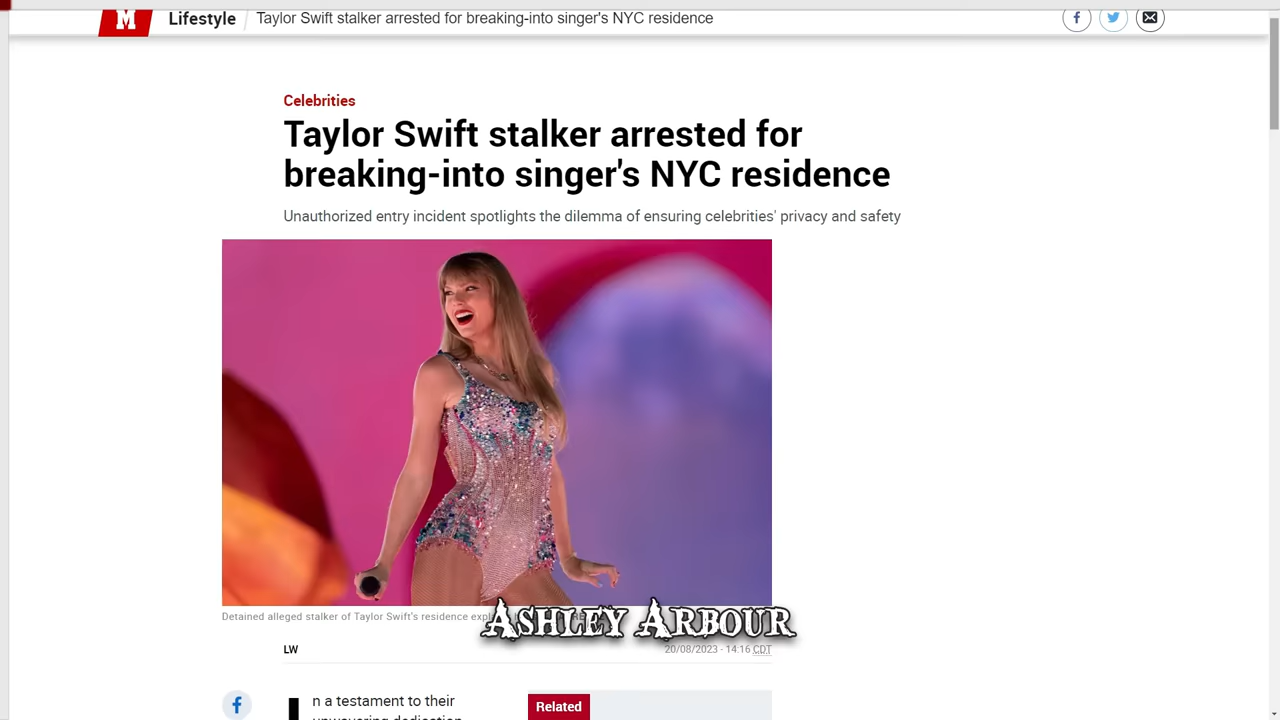 M Lifestyle Taylor Swift stalker arrested for breaking-into singer's NYC residence
Celebrities
Taylor Swift stalker arrested for
breaking-into singer's NYC residence
Unauthorized entry incident spotlights the dilemma of ensuring celebrities' privacy and safety
Detained alleged stalker of Taylor Swift's residence
Ashley Arbour
LW 20/08/2023 - 14:16 CDT
n a testament to their
unwavering dedication
Related